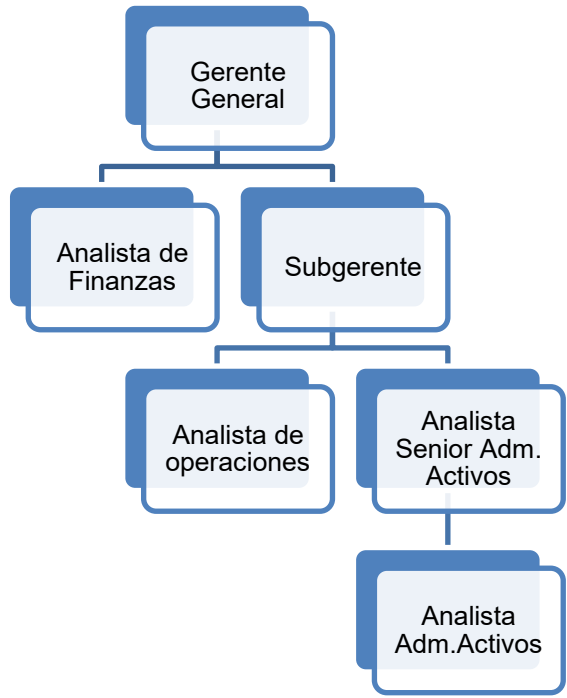 Gerente
General
Analista de
Finanzas
Subgerente
Analista de
operaciones
Analista
Senior Adm.
Activos
Analista
Adm.Activos